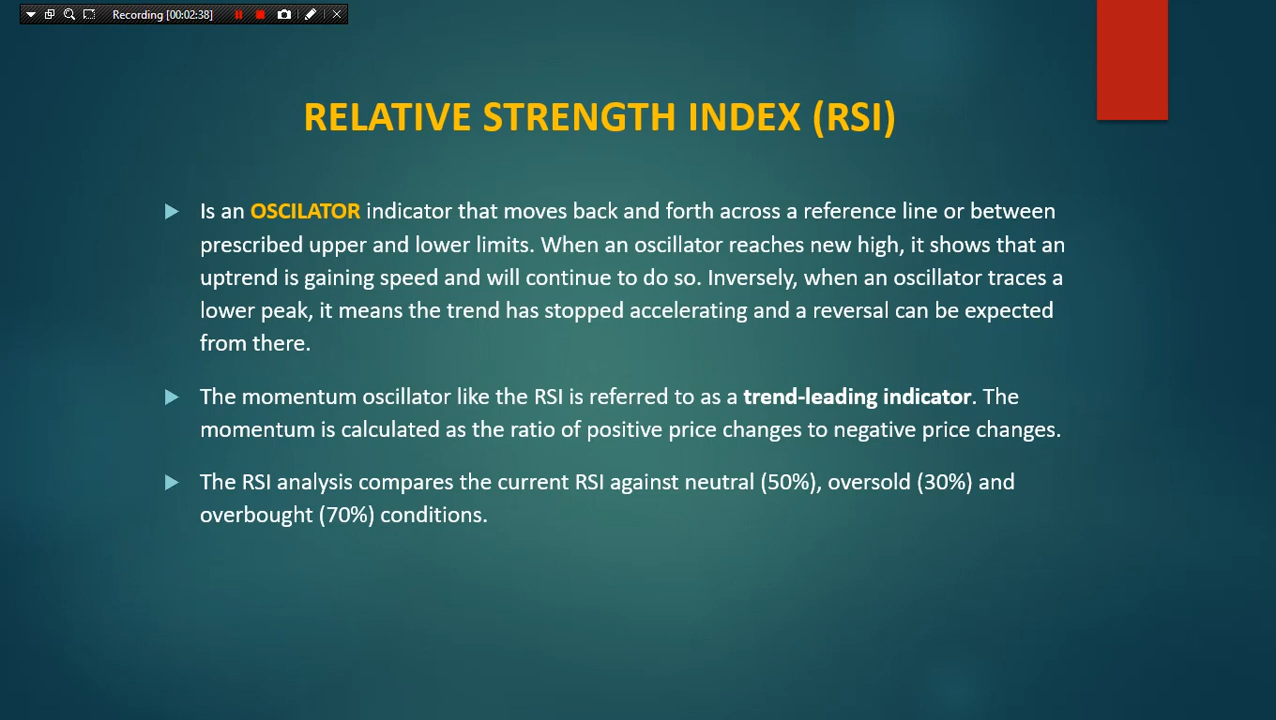 Recording [00:02:38]
RELATIVE STRENGTH INDEX (RSI)
Is an OSCILATOR indicator that moves back and forth across a reference line or between
prescribed upper and lower limits. When an oscillator reaches new high, it shows that an
uptrend is gaining speed and will continue to do so. Inversely, when an oscillator traces a
lower peak, it means the trend has stopped accelerating and a reversal can be expected
from there.
The momentum oscillator like the RSI is referred to as a trend-leading indicator. The
momentum is calculated as the ratio of positive price changes to negative price changes.
The RSI analysis compares the current RSI against neutral (50%), oversold (30%) and
overbought (70%) conditions.